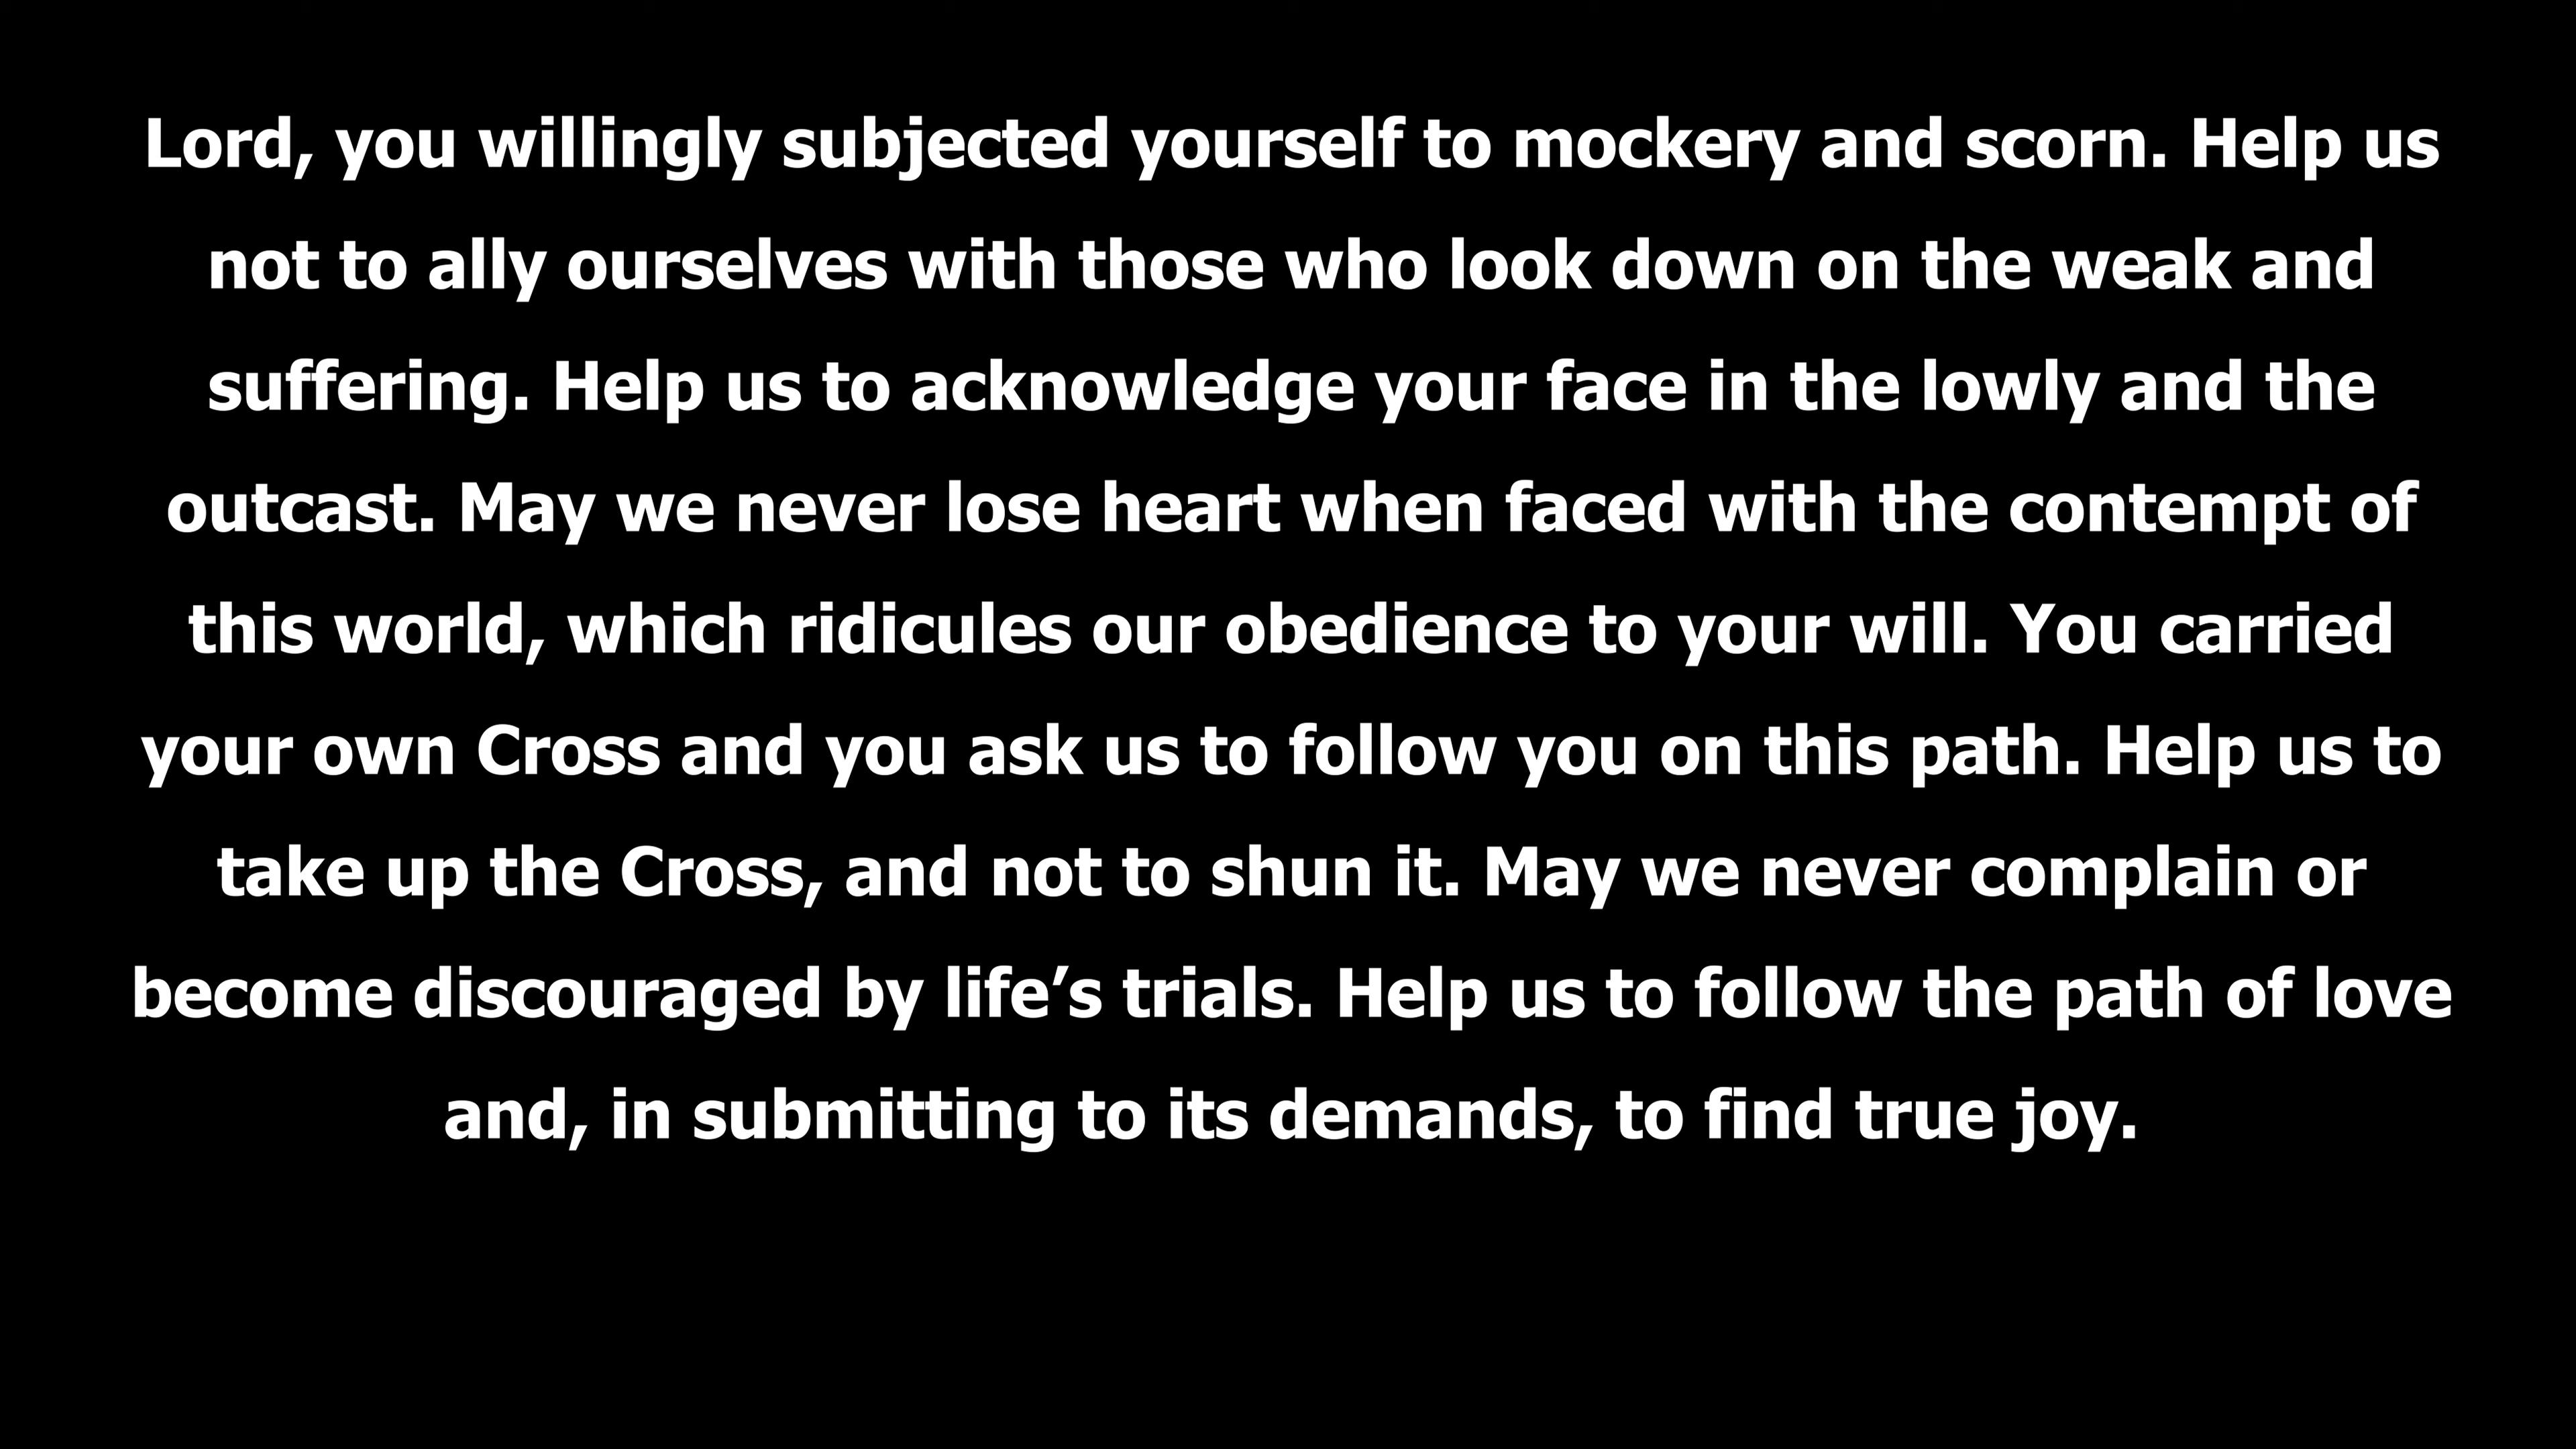 Lord, you willingly subjected yourself to mockery and scorn. Help us
not to ally ourselves with those who look down on the weak and
suffering. Help us to acknowledge your face in the lowly and the
outcast. May we never lose heart when faced with the contempt of
this world, which ridicules our obedience to your will. You carried
your own Cross and you ask us to follow you on this path. Help us to
take up the Cross, and not to shun it. May we never complain or
become discouraged by life’s trials. Help us to follow the path of love
and, in submitting to its demands, to find true joy.